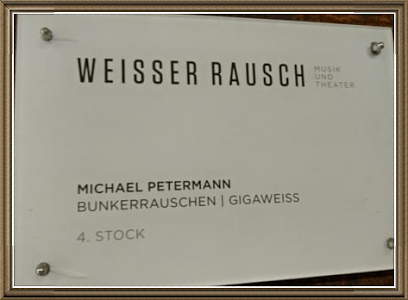 WEISSER RAUSCH
MUSIK
UND
THEATER
MICHAEL PETERMANN
BUNKERRAUSCHEN | GIGAWEISS
4. STOCK